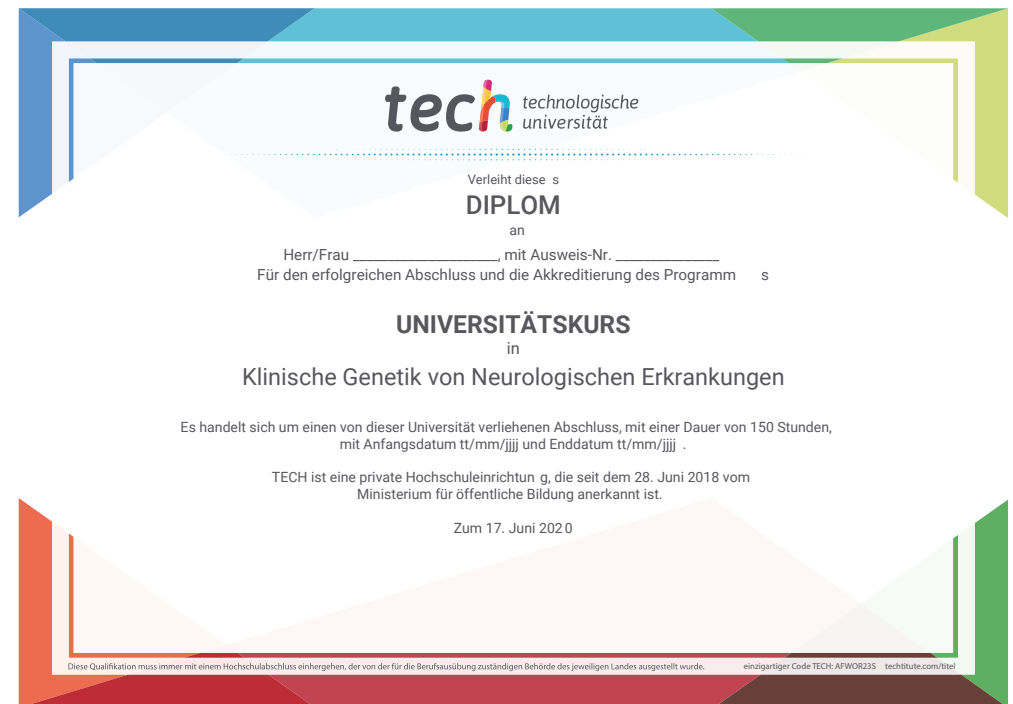 tech technologische
universität
Verleiht diese s
DIPLOM
an
Herr/Frau ____________________, mit Ausweis-Nr. ______________
Für den erfolgreichen Abschluss und die Akkreditierung des Programm s
UNIVERSITÄTSKURS
in
Klinische Genetik von Neurologischen Erkrankungen
Es handelt sich um einen von dieser Universität verliehenen Abschluss, mit einer Dauer von 150 Stunden,
mit Anfangsdatum tt/mm/jjjj und Enddatum tt/mm/jjjj .
TECH ist eine private Hochschuleinrichtun g, die seit dem 28. Juni 2018 vom
Ministerium für öffentliche Bildung anerkannt ist.
Zum 17. Juni 202 0
Diese Qualifikation muss immer mit einem Hochschulabschluss einhergehen, der von der für die Berufsausübung zuständigen Behörde des jeweiligen Landes ausgestellt wurde. einzigartiger Code TECH: AFWOR23S techtitute.com/titel